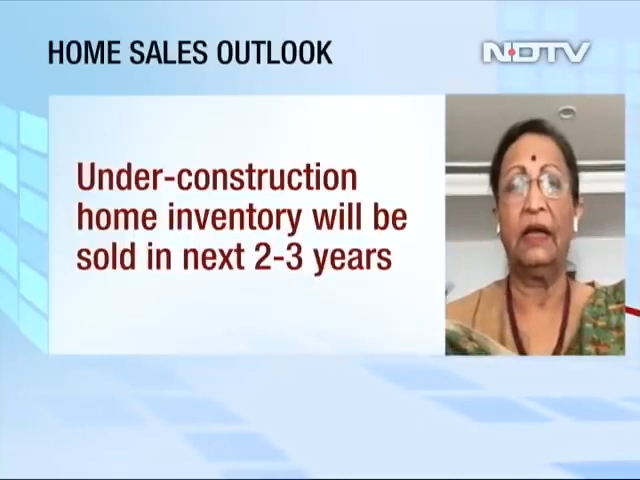 HOME SALES OUTLOOK
NDTV
Under-construction
home inventory will be
sold in next 2-3 years